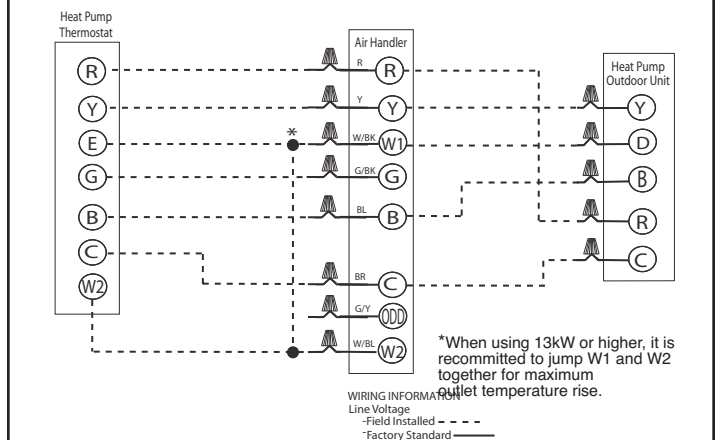 Heat Pump
Thermostat
R
Y
E
G
B
C
W2
*
Air Handler
R
R
Y
Y
W/BK
W1
G/BK
G
BL
B
BR
C
G/Y
ODD
W/BL
W2
Heat Pump
Outdoor Unit
Y
D
B
R
C
*When using 13kW or higher, it is
recommitted to jump W1 and W2
together for maximum
outlet temperature rise.
WIRING INFORMATION
Line Voltage
-Field Installed
-Factory Standard